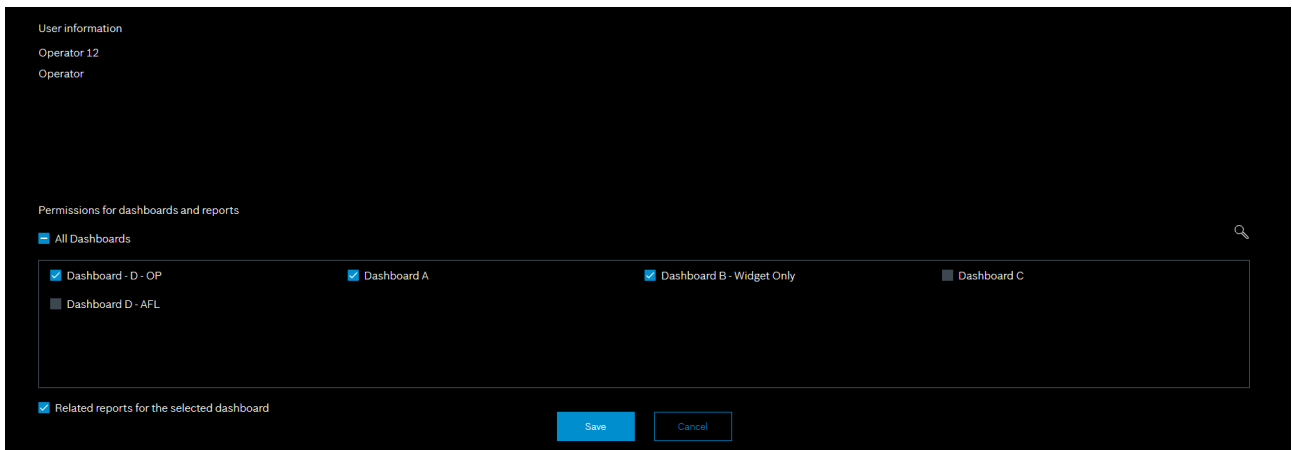 User information
Operator 12
Operator
Permissions for dashboards and reports
All Dashboards
Dashboard - D - OP
Dashboard A
Dashboard B - Widget Only
Dashboard C
Dashboard D - AFL
Related reports for the selected dashboard
Save
Cancel